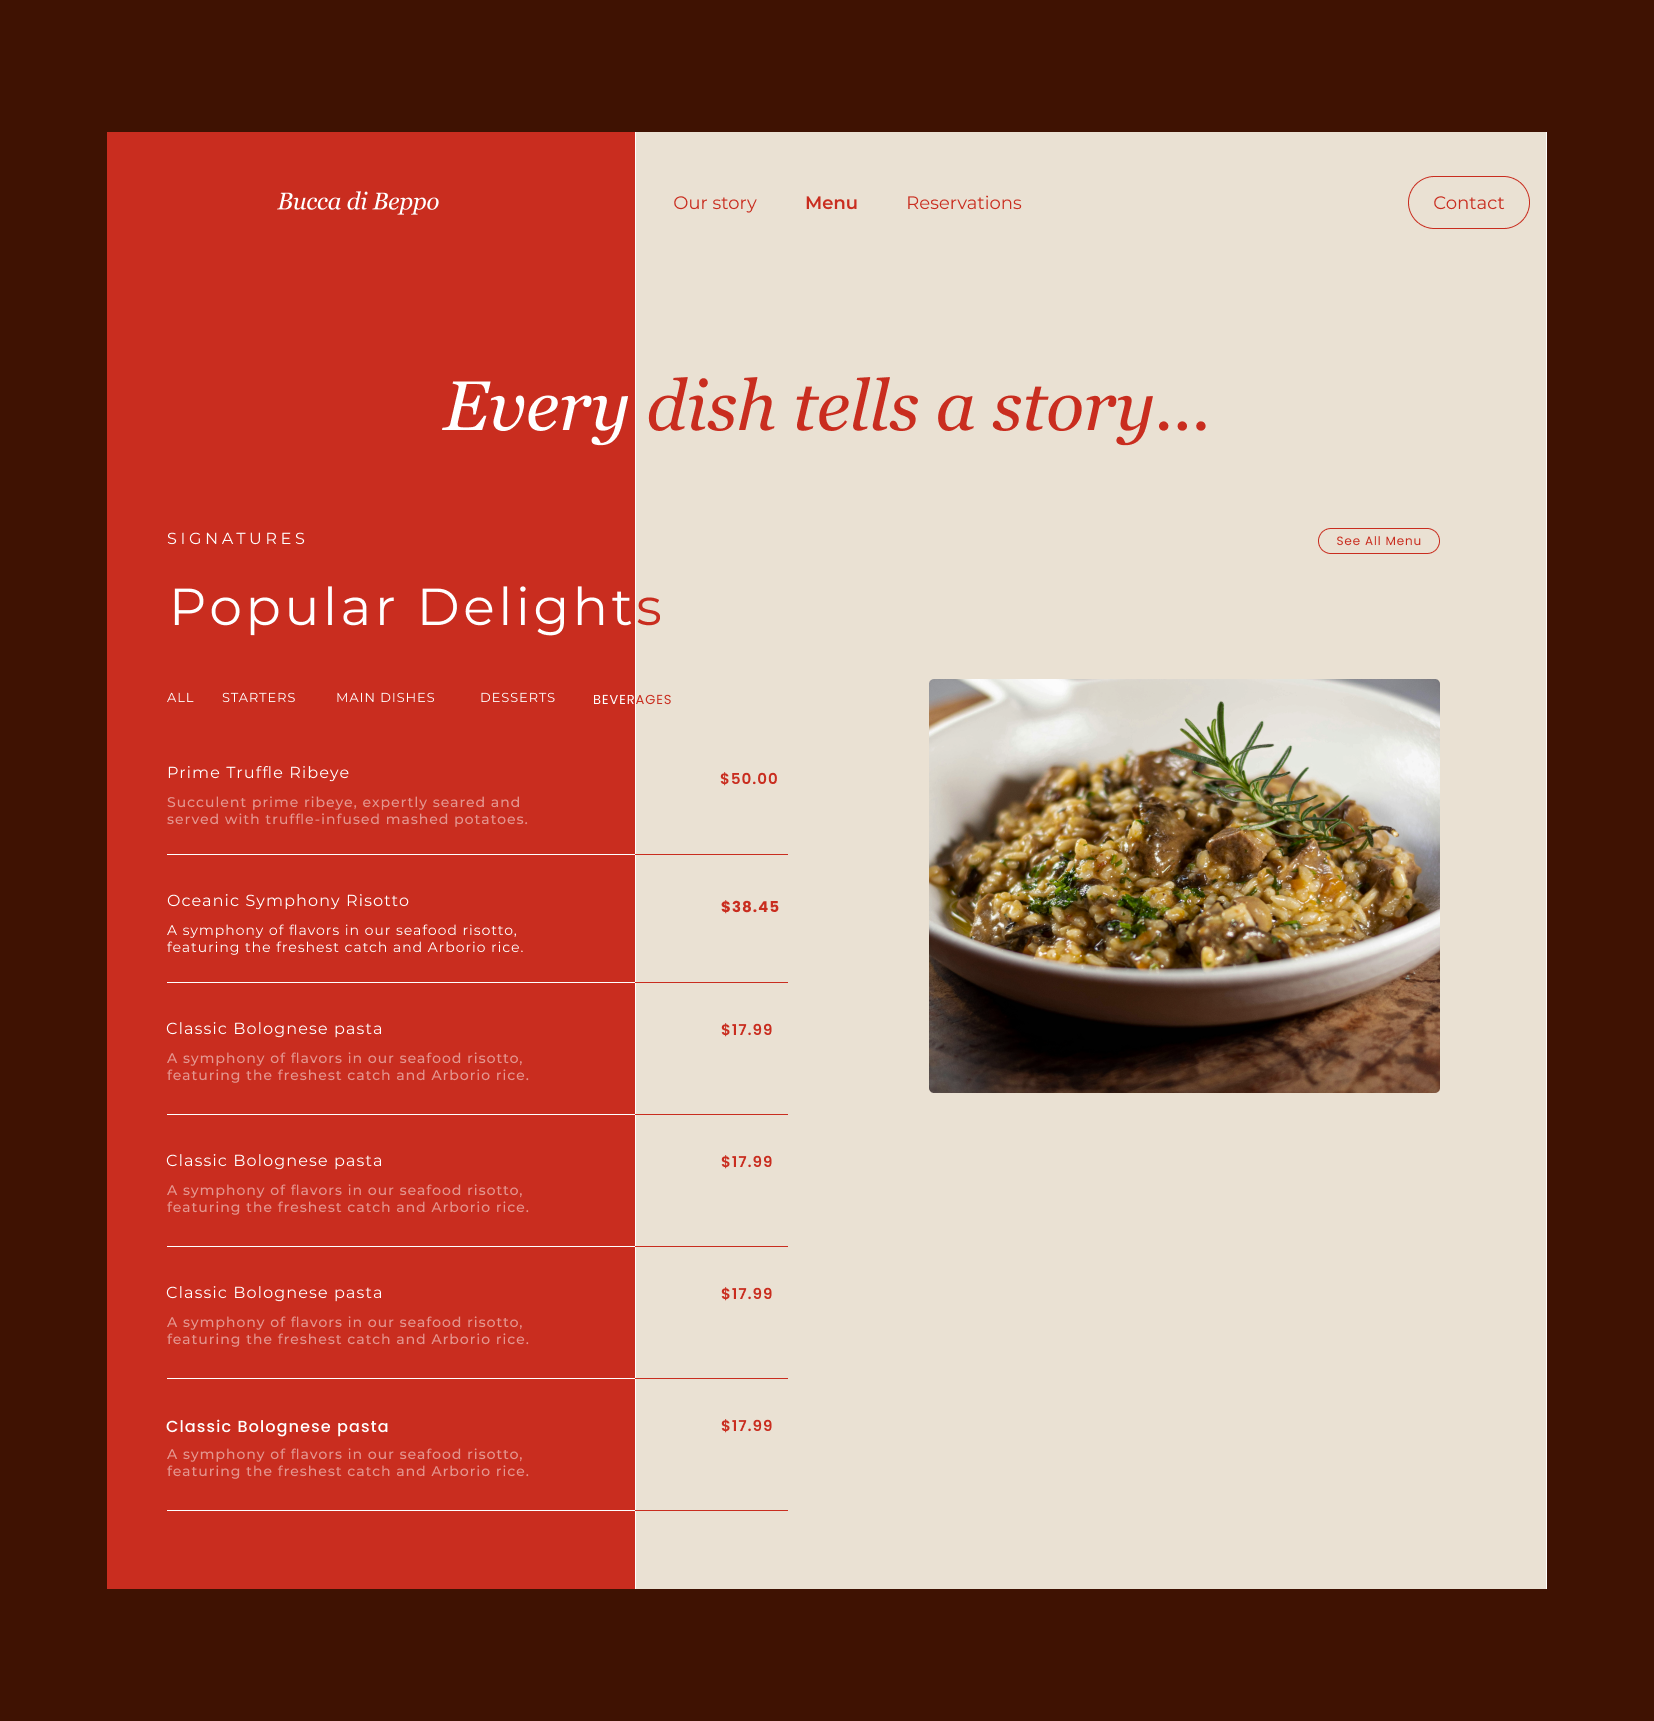 Bucca di Beppo
Our story
Menu
Reservations
Contact
Every dish tells a story...
SIGNATURES
See All Menu
Popular Delights
ALL
STARTERS
MAIN DISHES
DESSERTS
BEVERAGES
Prime Truffle Ribeye
$50.00
Succulent prime ribeye, expertly seared and
served with truffle-infused mashed potatoes.
Oceanic Symphony Risotto
$38.45
A symphony of flavors in our seafood risotto,
featuring the freshest catch and Arborio rice.
Classic Bolognese pasta
$17.99
A symphony of flavors in our seafood risotto,
featuring the freshest catch and Arborio rice.
Classic Bolognese pasta
$17.99
A symphony of flavors in our seafood risotto,
featuring the freshest catch and Arborio rice.
Classic Bolognese pasta
$17.99
A symphony of flavors in our seafood risotto,
featuring the freshest catch and Arborio rice.
Classic Bolognese pasta
$17.99
A symphony of flavors in our seafood risotto,
featuring the freshest catch and Arborio rice.